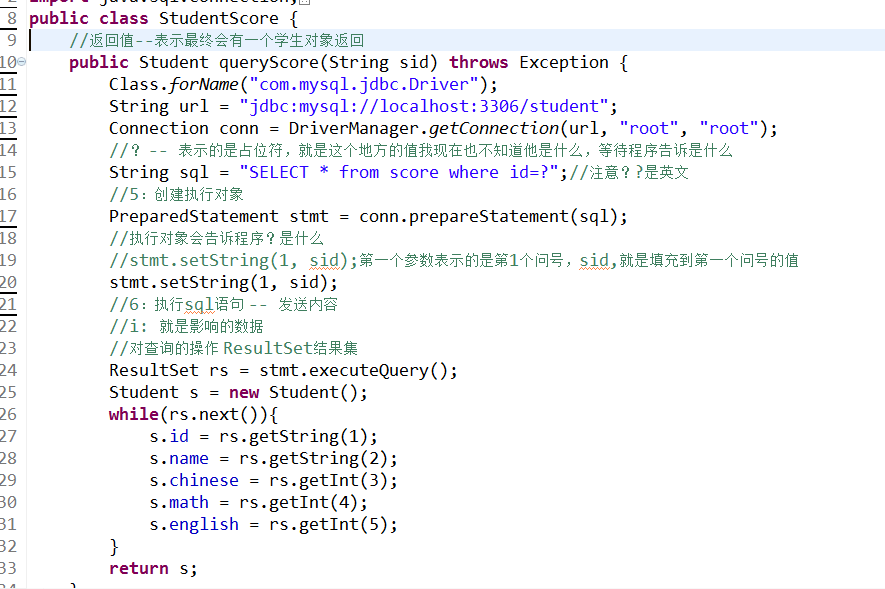 8 public class StudentScore {
9 //返回值--表示最终会有一个学生对象返回
10 public Student queryScore(String sid) throws Exception {
11 Class.forName("com.mysql.jdbc.Driver");
12 String url = "jdbc:mysql://localhost:3306/student";
13 Connection conn = DriverManager.getConnection(url, "root", "root");
14 //？-- 表示的是占位符，就是这个地方的值我现在也不知道他是什么，等待程序告诉是什么
15 String sql = "SELECT * from score where id=?";//注意？?是英文
16 //5：创建执行对象
17 PreparedStatement stmt = conn.prepareStatement(sql);
18 //执行对象会告诉程序？是什么
19 //stmt.setString(1, sid);第一个参数表示的是第1个问号，sid,就是填充到第一个问号的值
20 stmt.setString(1, sid);
21 //6：执行sql语句 -- 发送内容
22 //i: 就是影响的数据
23 //对查询的操作 ResultSet结果集
24 ResultSet rs = stmt.executeQuery();
25 Student s = new Student();
26 while(rs.next()){
27 s.id = rs.getString(1);
28 s.name = rs.getString(2);
29 s.chinese = rs.getInt(3);
30 s.math = rs.getInt(4);
31 s.english = rs.getInt(5);
32 }
33 return s;